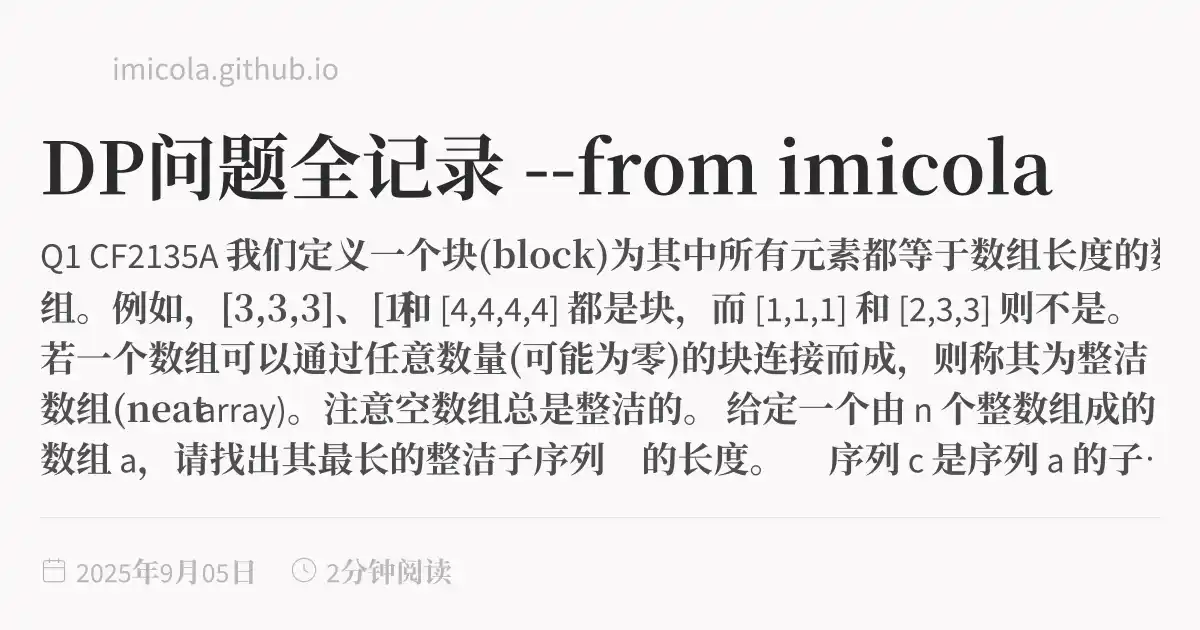 imicola.github.io
DP问题全记录 --from imicola
Q1 CF2135A 我们定义一个块(block)为其中所有元素都等于数组长度的数
组。例如，[3,3,3]、[1和 [4,4,4,4] 都是块，而 [1,1,1] 和 [2,3,3] 则不是。
若一个数组可以通过任意数量(可能为零)的块连接而成，则称其为整洁
数组(neatarray)。注意空数组总是整洁的。 给定一个由 n 个整数组成的
数组 a，请找出其最长的整洁子序列 的长度。 序列 c 是序列 a 的子…
2025年9月05日 2分钟阅读